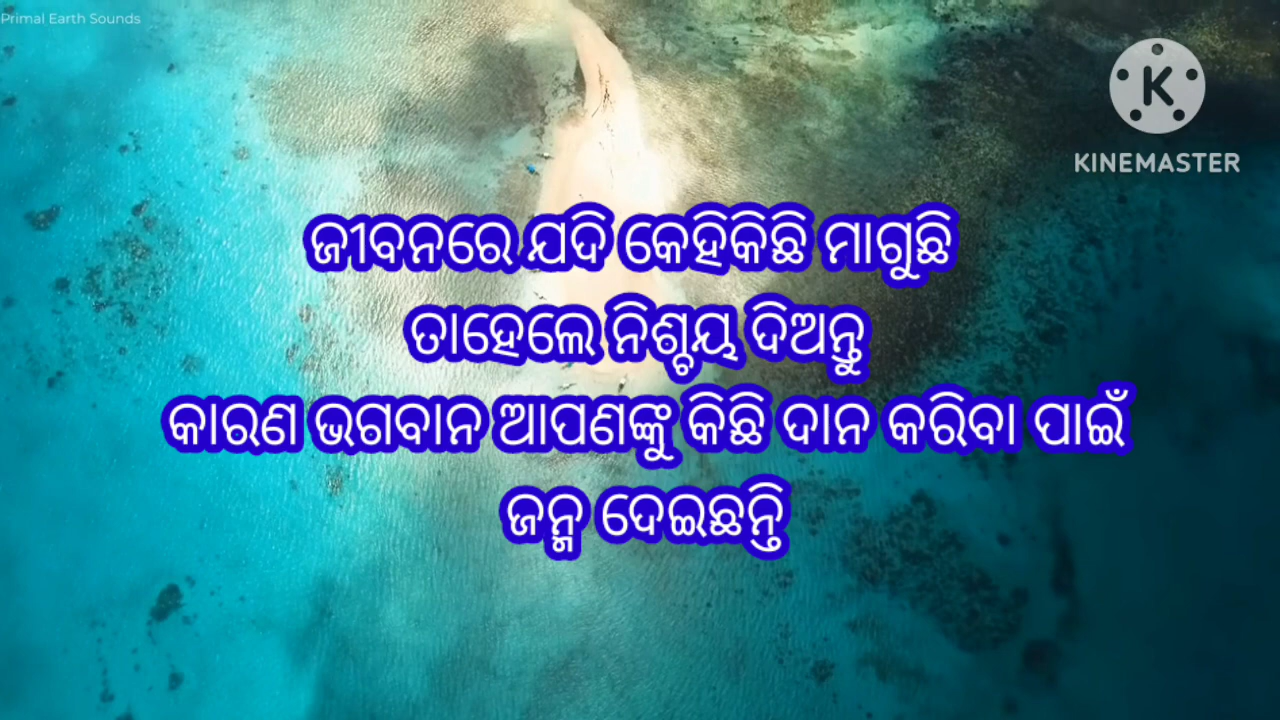 Primal Earth Sounds
K
KINEMASTER
ଜୀବନରେ ଯଦି କେହିକିଛି ମାଗୁଛି
ତାହେଲେ ନିଶ୍ଚୟ ଦିଅନ୍ତୁ
କାରଣ ଭଗବାନ ଆପଣଙ୍କୁ କିଛି ଦାନ କରିବା ପାଇଁ
ଜନ୍ମ ଦେଇଛନ୍ତି